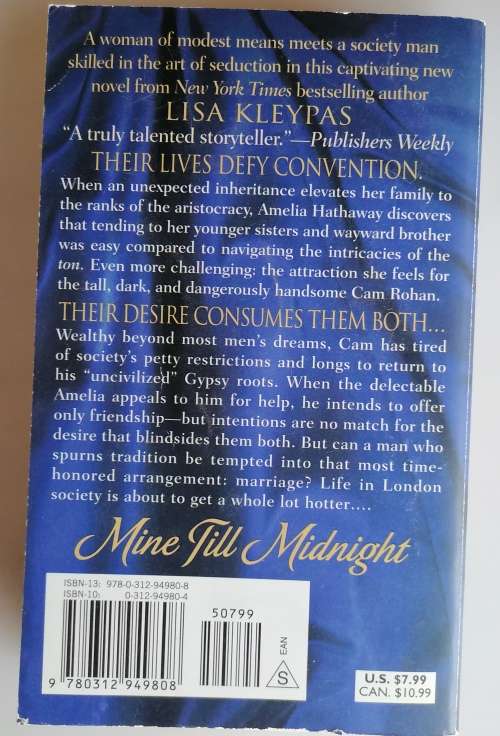 A woman of modest means meets a society man
skilled in the art of seduction in this captivating new
novel from New York Times bestselling author
LISA KLEYPAS
“A truly talented storyteller.”—Publishers Weekly
THEIR LIVES DEFY CONVENTION.
When an unexpected inheritance elevates her family to
the ranks of the aristocracy, Amelia Hathaway discovers
that tending to her younger sisters and wayward brother
was easy compared to navigating the intricacies of the
ton. Even more challenging: the attraction she feels for
the tall, dark, and dangerously handsome Cam Rohan.
THEIR DESIRE CONSUMES THEM BOTH...
Wealthy beyond most men's dreams, Cam has tired
of society's petty restrictions and longs to return to
his “uncivilized” Gypsy roots. When the delectable
Amelia appeals to him for help, he intends to offer
only friendship—but intentions are no match for the
desire that blindsides them both. But can a man who
spurns tradition be tempted into that most time-
honored arrangement: marriage? Life in London
society is about to get a whole lot hotter....
Mine Till Midnight
ISBN-13: 978-0-312-94980-8
ISBN-10: 0-312-94980-4
50799
EAN
S
9 780312 949808
U.S. $7.99
CAN. $10.99